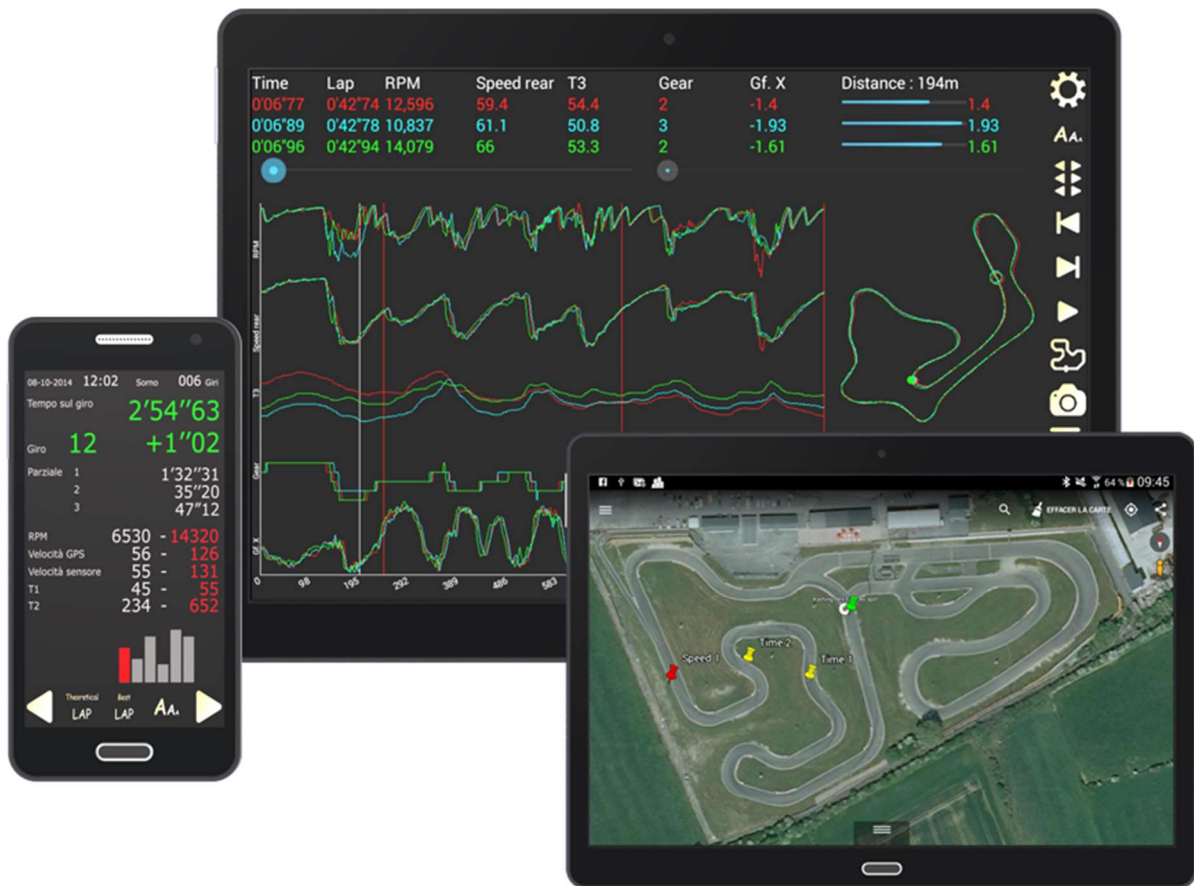 Time Lap RPM Speed rear T3 Gear Gf. X Distance : 194m
0'06"77 0'42"74 12,596 59.4 54.4 2 -1.4 1.4
0'06"89 0'42"78 10,837 61.1 50.8 3 -1.93 1.93
0'06"96 0'42"94 14,079 66 53.3 2 -1.61 1.61
AAA
RPM
Speed rear
T3
Gear
Gf. X
0 98 195 292 389 486 583
08-10-2014 12:02 Sorno 006 Giri
Tempo sul giro 2'54"63
Giro 12 +1"02
Parziale 1 1'32"31
2 35"20
3 47"12
RPM 6530 - 14320
Velocità GPS 56 - 126
Velocità sensore 55 - 131
T1 45 - 55
T2 234 - 652
Theoretical LAP
Best LAP
AAA
64 % 09:45
EFFACER LA CARTE
Speed 1
Time 2
Time 1